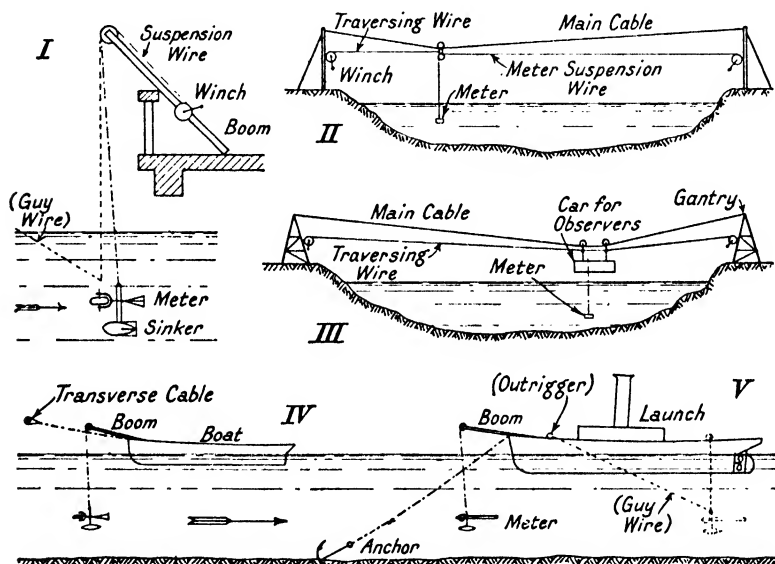 I
Suspension
Wire
Winch
Boom
(Guy
Wire)
Meter
Sinker
Traversing Wire
Main Cable
Winch
Meter Suspension
Wire
Meter
II
Main Cable
Car for
Observers
Gantry
Traversing
Wire
Meter
III
Transverse Cable
Boom
IV
Boat
(Outrigger)
Boom
Launch
V
Meter
(Guy
Wire)
Anchor